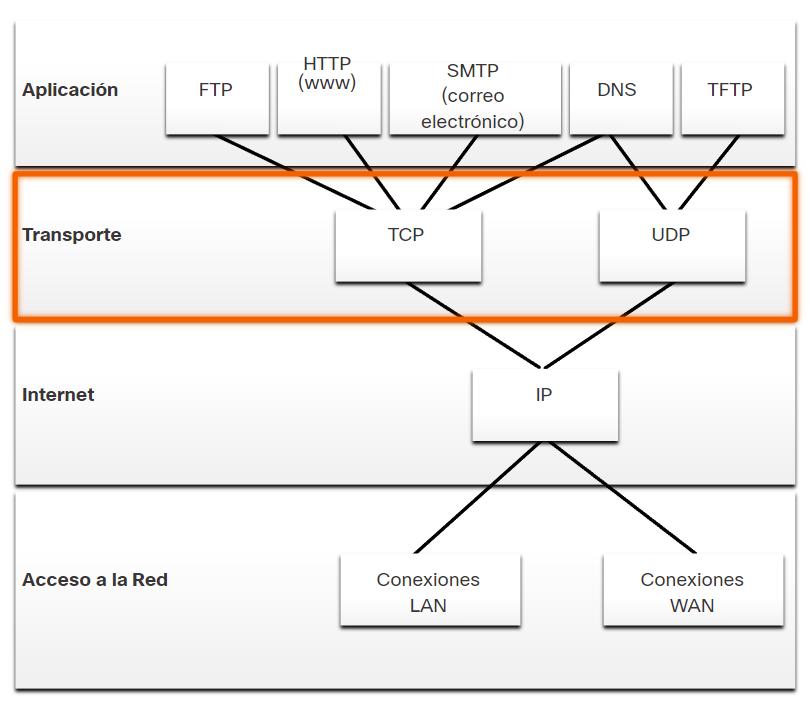 Aplicación
FTP
HTTP
(www)
SMTP
(correo
electrónico)
DNS
TFTP
Transporte
TCP
UDP
Internet
IP
Acceso a la Red
Conexiones
LAN
Conexiones
WAN